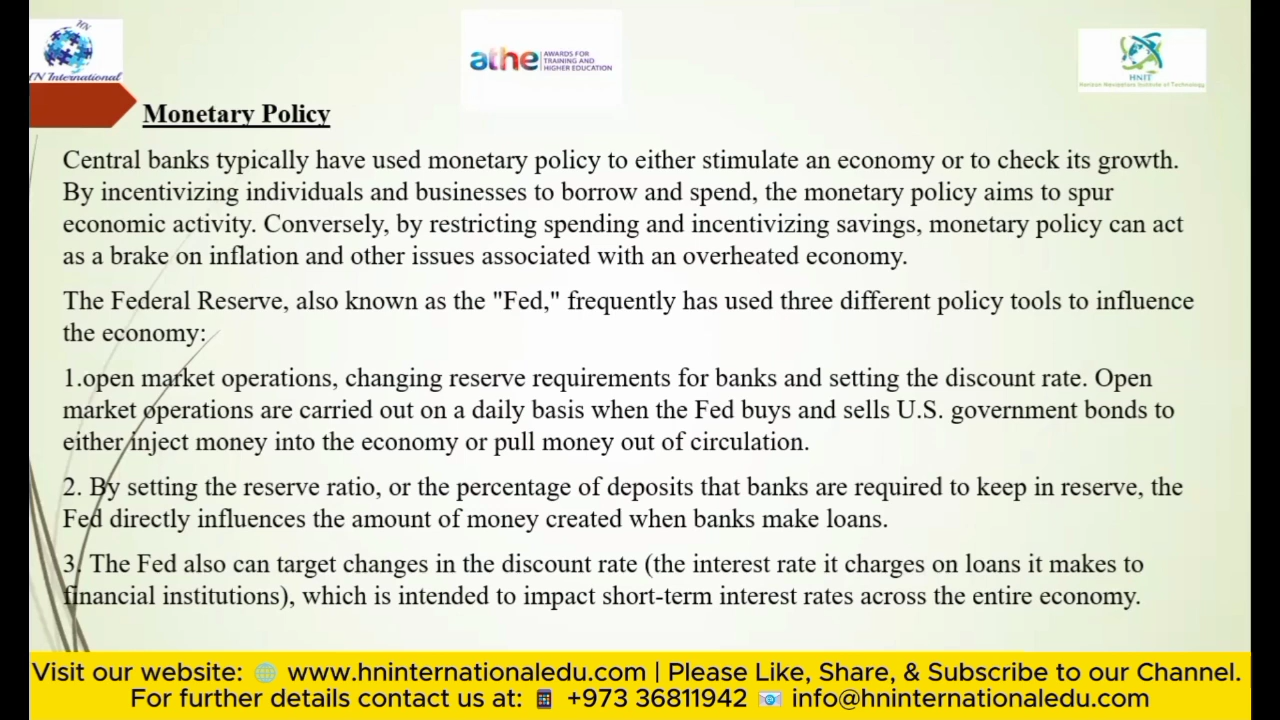 HN
HN International
athe AWARDS FOR
TRAINING AND
HIGHER EDUCATION
HNIT
Horizon Navigators Institute of Technology
Monetary Policy
Central banks typically have used monetary policy to either stimulate an economy or to check its growth.
By incentivizing individuals and businesses to borrow and spend, the monetary policy aims to spur
economic activity. Conversely, by restricting spending and incentivizing savings, monetary policy can act
as a brake on inflation and other issues associated with an overheated economy.
The Federal Reserve, also known as the "Fed," frequently has used three different policy tools to influence
the economy:
1.open market operations, changing reserve requirements for banks and setting the discount rate. Open
market operations are carried out on a daily basis when the Fed buys and sells U.S. government bonds to
either inject money into the economy or pull money out of circulation.
2. By setting the reserve ratio, or the percentage of deposits that banks are required to keep in reserve, the
Fed directly influences the amount of money created when banks make loans.
3. The Fed also can target changes in the discount rate (the interest rate it charges on loans it makes to
financial institutions), which is intended to impact short-term interest rates across the entire economy.
Visit our website: 🌐 www.hninternationaledu.com | Please Like, Share, & Subscribe to our Channel.
For further details contact us at: 📱 +973 36811942 📧 info@hninternationaledu.com